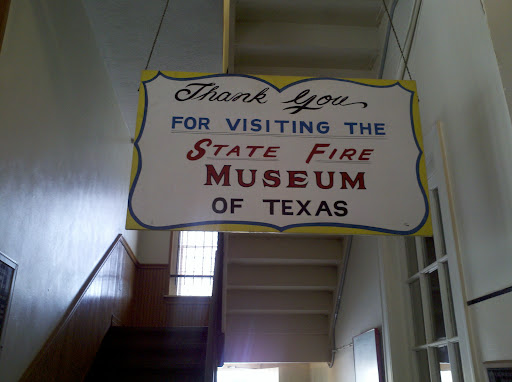 Thank You
FOR VISITING THE
STATE FIRE
MUSEUM
OF TEXAS